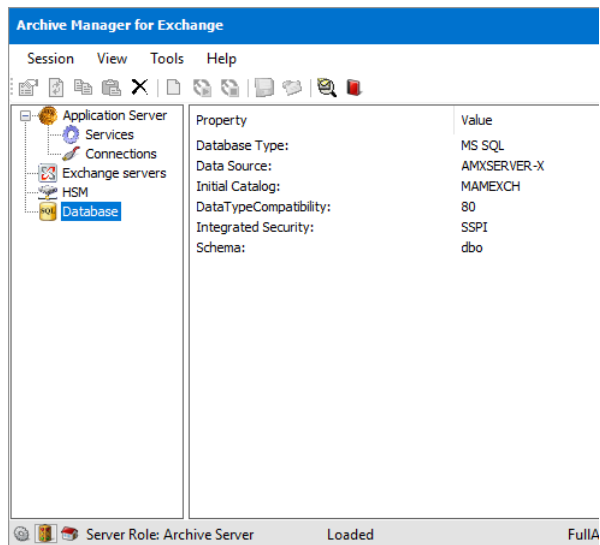 Archive Manager for Exchange
Session View Tools Help
Application Server
Services
Connections
Exchange servers
HSM
SQL Database
Property Value
Database Type: MS SQL
Data Source: AMXSERVER-X
Initial Catalog: MAMEXCH
DataTypeCompatibility: 80
Integrated Security: SSPI
Schema: dbo
Server Role: Archive Server Loaded FullA